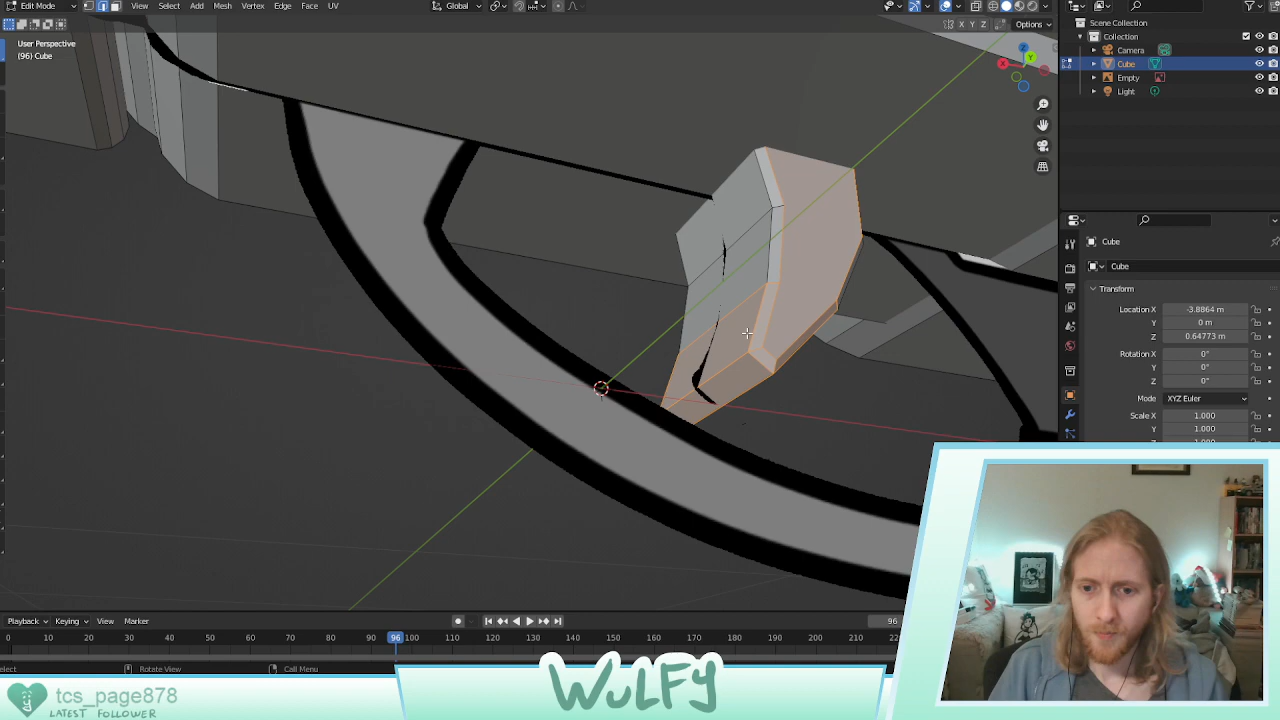 Edit Mode View Select Add Mesh Vertex Edge Face UV Global
X Y Z Options
User Perspective
(96) Cube
Z
Y
X
Scene Collection
Collection
Camera
Cube
Empty
Light
Cube
Cube
Transform
Location X -3.8864 m
Y 0 m
Z 0.64773 m
Rotation X 0°
Y 0°
Z 0°
Mode XYZ Euler
Scale X 1.000
Y 1.000
Playback Keying View Marker 96
0 10 20 30 40 50 60 70 80 90 96 100 110 120 130 140 150 160 170 180 190 200 210
elect Rotate View Call Menu
tcs_page878
LATEST FOLLOWER
WULFY